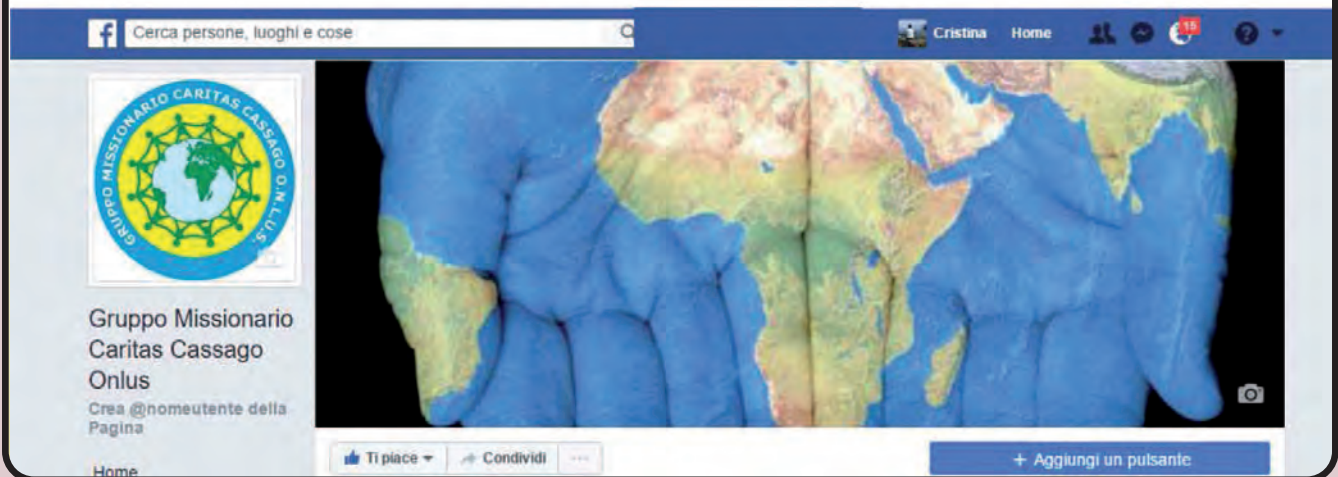 Cerca persone, luoghi e cose
Cristina Home 15
GRUPPO MISSIONARIO CARITAS CASSAGO O.N.L.U.S.
Gruppo Missionario
Caritas Cassago
Onlus
Crea @nomeutente della
Pagina
Home
Ti piace Condividi ...
+ Aggiungi un pulsante